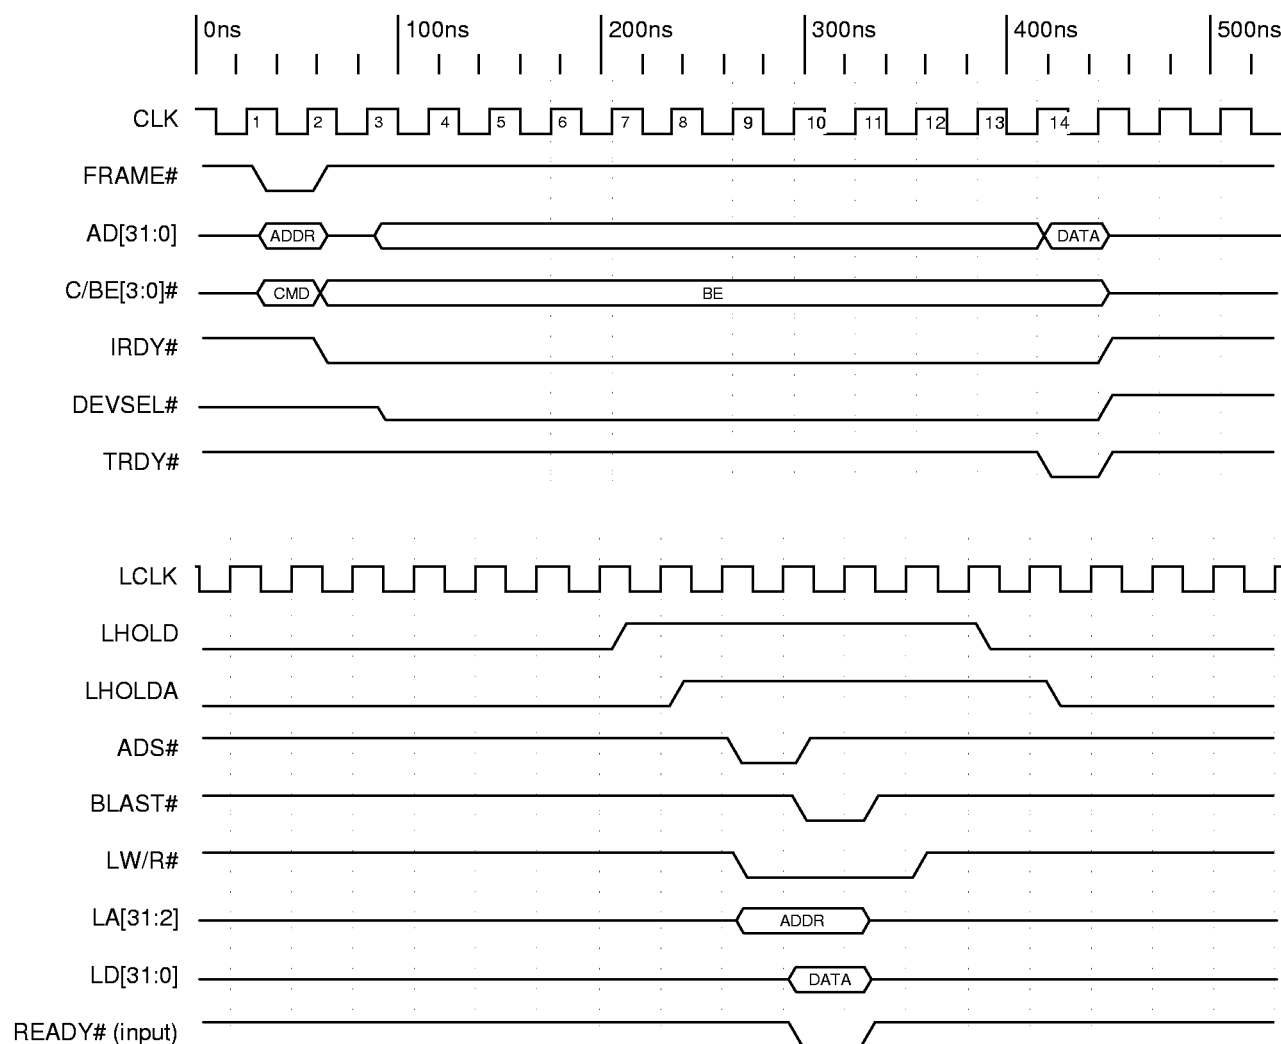 0ns 100ns 200ns 300ns 400ns 500ns
CLK 1 2 3 4 5 6 7 8 9 10 11 12 13 14
FRAME#
AD[31:0] ADDR DATA
C/BE[3:0]# CMD BE
IRDY#
DEVSEL#
TRDY#
LCLK
LHOLD
LHOLDA
ADS#
BLAST#
LW/R#
LA[31:2] ADDR
LD[31:0] DATA
READY# (input)